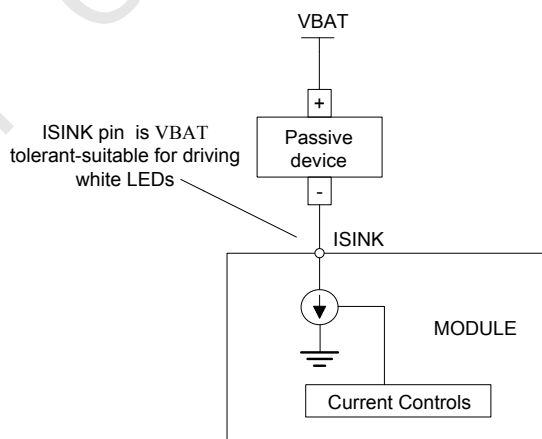 VBAT
+
ISINK pin is VBAT
tolerant-suitable for driving
white LEDs
Passive
device
-
ISINK
MODULE
Current Controls